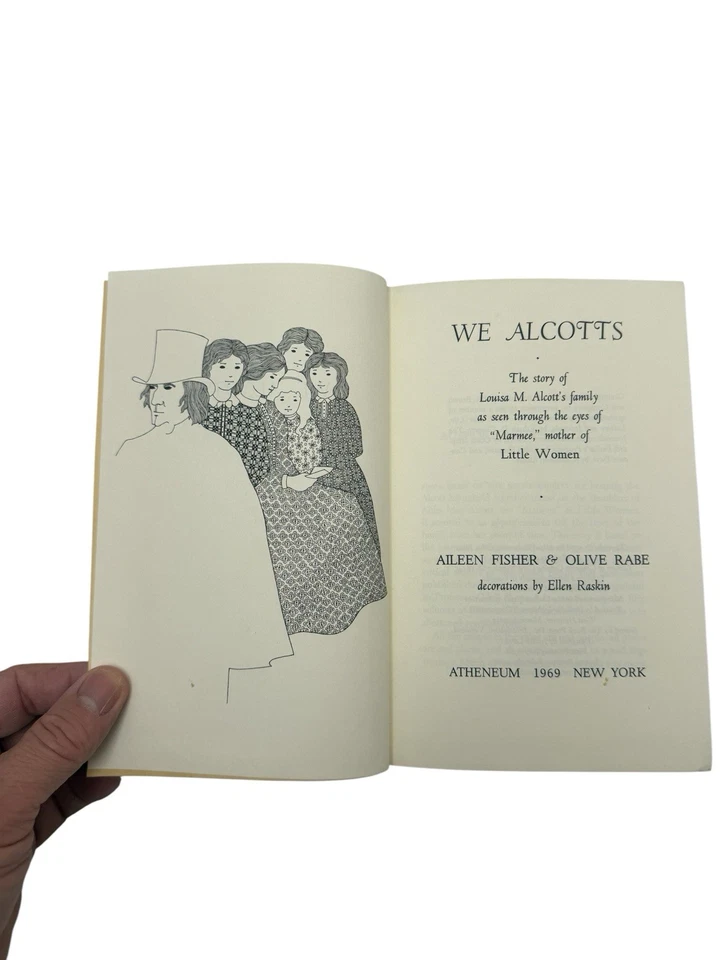 WE ALCOTTS
The story of
Louisa M. Alcott's family
as seen through the eyes of
"Marmee," mother of
Little Women
AILEEN FISHER & OLIVE RABE
decorations by Ellen Raskin
ATHENEUM 1969 NEW YORK